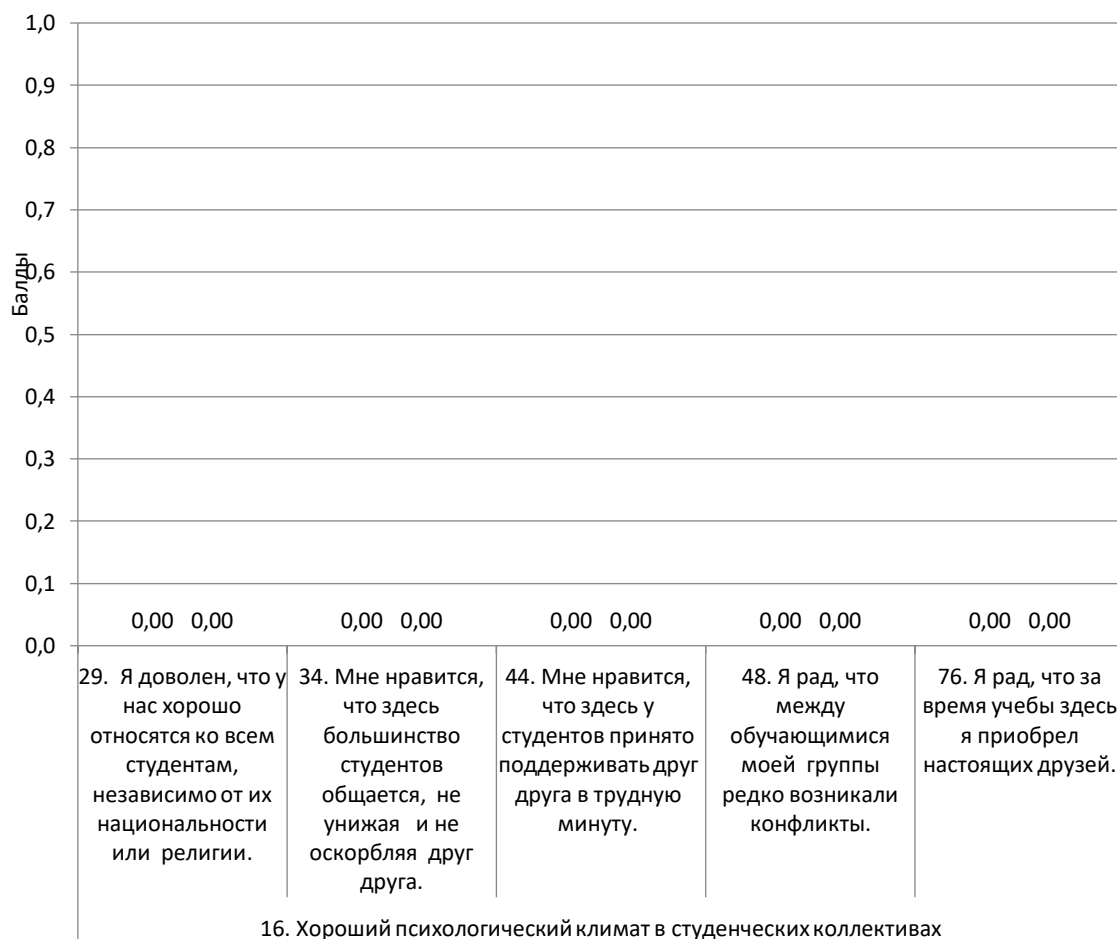 1,0
0,9
0,8
0,7
0,6
0,5
0,4
0,3
0,2
0,1
0,0
Баллы
0,00 0,00
0,00 0,00
0,00 0,00
0,00 0,00
0,00 0,00
29. Я доволен, что у
нас хорошо
относятся ко всем
студентам,
независимо от их
национальности
или религии.
34. Мне нравится,
что здесь
большинство
студентов
общается, не
унижая и не
оскорбляя друг
друга.
44. Мне нравится,
что здесь у
студентов принято
поддерживать друг
друга в трудную
минуту.
48. Я рад, что
между
обучающимися
моей группы
редко возникали
конфликты.
76. Я рад, что за
время учебы здесь
я приобрел
настоящих друзей.
16. Хороший психологический климат в студенческих коллективах